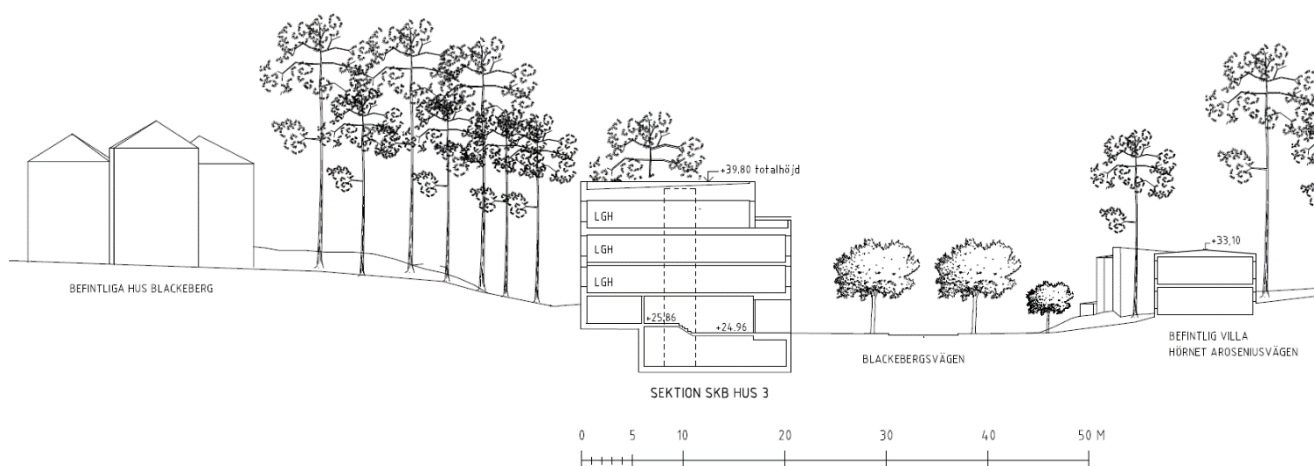 +39.80 totalhöjd
LGH
LGH
LGH
+33,10
+25.86
+24.96
BEFINTLIGA HUS BLACKEBERG
BLACKEBERGSVÄGEN
BEFINTLIG VILLA
HÖRNET AROSENIUSVÄGEN
SEKTION SKB HUS 3
0 5 10 20 30 40 50 M